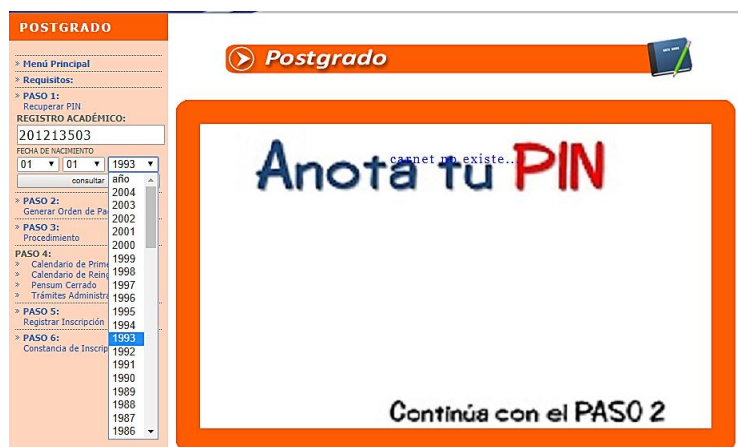 POSTGRADO
» Menú Principal
» Requisitos:
» PASO 1:
Recuperar PIN
REGISTRO ACADÉMICO:
201213503
FECHA DE NACIMIENTO
01 01 1993
consultar
» PASO 2:
Generar Orden de Pa
» PASO 3:
Procedimiento
PASO 4:
» Calendario de Prime
» Calendario de Reing
» Pensum Cerrado
» Trámites Administra
» PASO 5:
Registrar Inscripción
» PASO 6:
Constancia de Inscrip
año
2004
2003
2002
2001
2000
1999
1998
1997
1996
1995
1994
1993
1992
1991
1990
1989
1988
1987
1986
Postgrado
Anota tu PIN
carnet no existe...
Continúa con el PASO 2